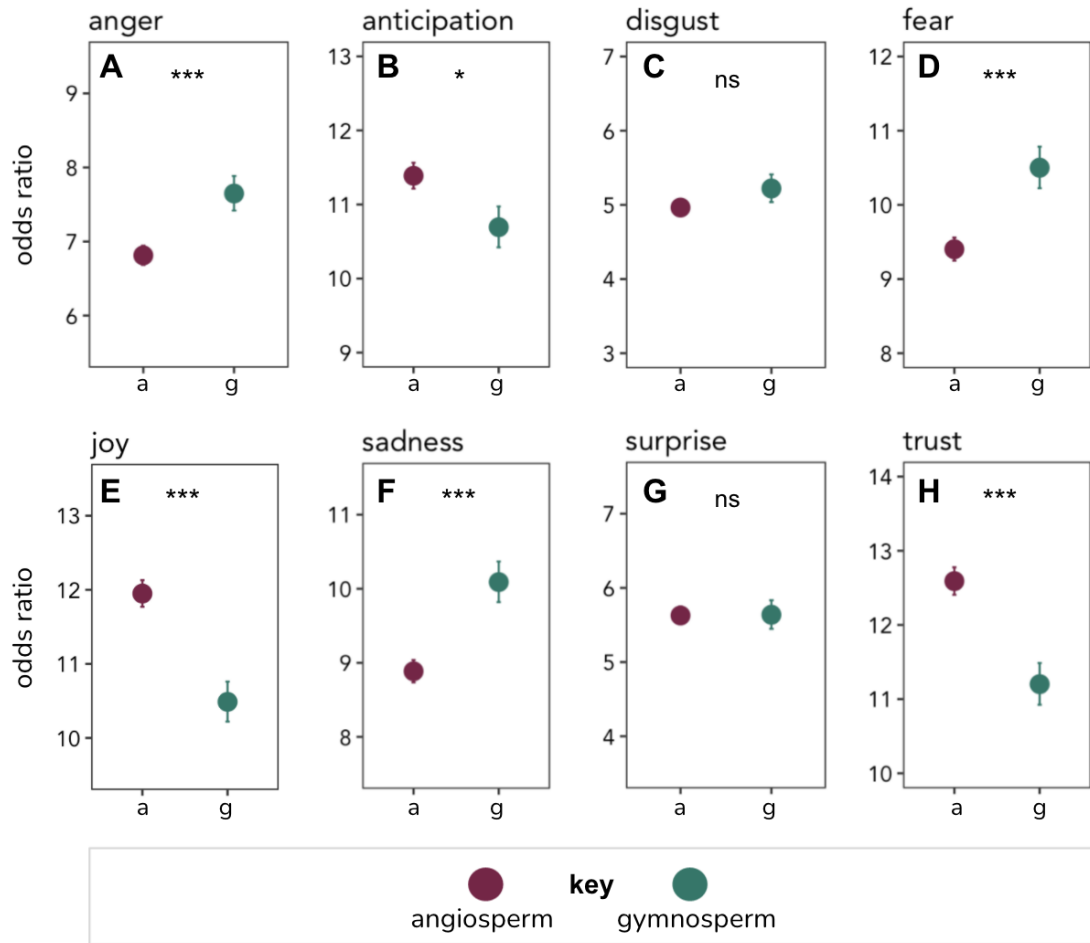 anger anticipation disgust fear
A *** B * C ns D ***
odds ratio
9 8 7 6
13 12 11 10 9
7 6 5 4 3
12 11 10 9 8
a g a g a g a g
joy sadness surprise trust
E *** F *** G ns H ***
odds ratio
13 12 11 10
11 10 9 8
7 6 5 4
14 13 12 11 10
a g a g a g a g
key
angiosperm gymnosperm